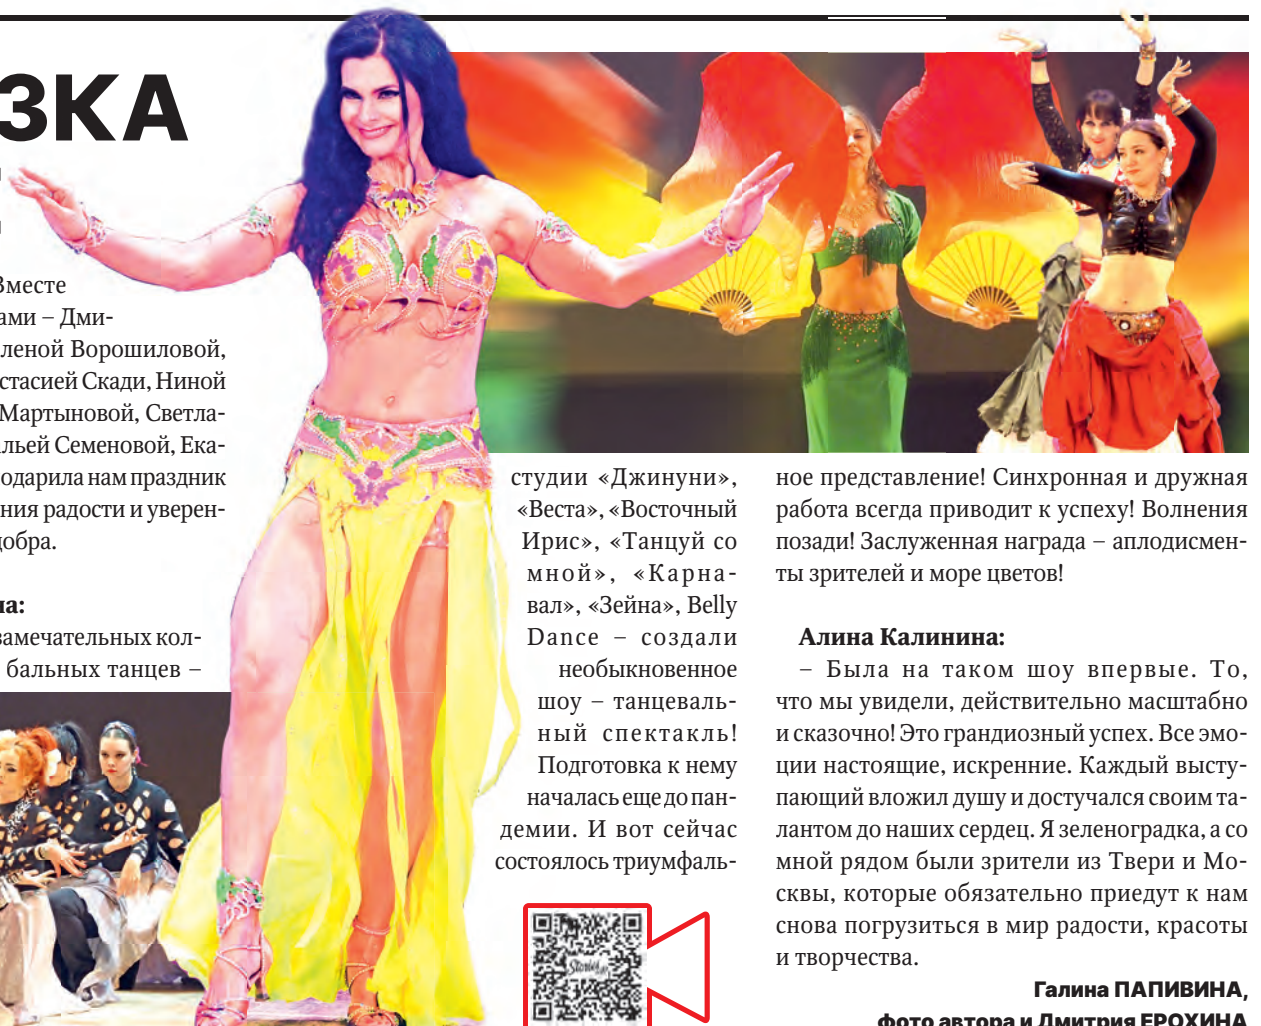 ЗКА
Вместе
ами – Дми-
леной Ворошиловой,
стасией Скади, Ниной
Мартыновой, Светла-
льей Семеновой, Ека-
одарила нам праздник
ния радости и уверен-
добра.
на:
замечательных кол-
бальных танцев –
студии «Джинуни»,
«Веста», «Восточный
Ирис», «Танцуй со
мной», «Карна-
вал», «Зейна», Belly
Dance – создали
необыкновенное
шоу – танцеваль-
ный спектакль!
Подготовка к нему
началась еще до пан-
демии. И вот сейчас
состоялось триумфаль-
ное представление! Синхронная и дружная
работа всегда приводит к успеху! Волнения
позади! Заслуженная награда – аплодисмен-
ты зрителей и море цветов!
Алина Калинина:
– Была на таком шоу впервые. То,
что мы увидели, действительно масштабно
и сказочно! Это грандиозный успех. Все эмо-
ции настоящие, искренние. Каждый высту-
пающий вложил душу и достучался своим та-
лантом до наших сердец. Я зеленоградка, а со
мной рядом были зрители из Твери и Мо-
сквы, которые обязательно приедут к нам
снова погрузиться в мир радости, красоты
и творчества.
Галина ПАПИВИНА,
фото автора и Дмитрия ЕРОХИНА